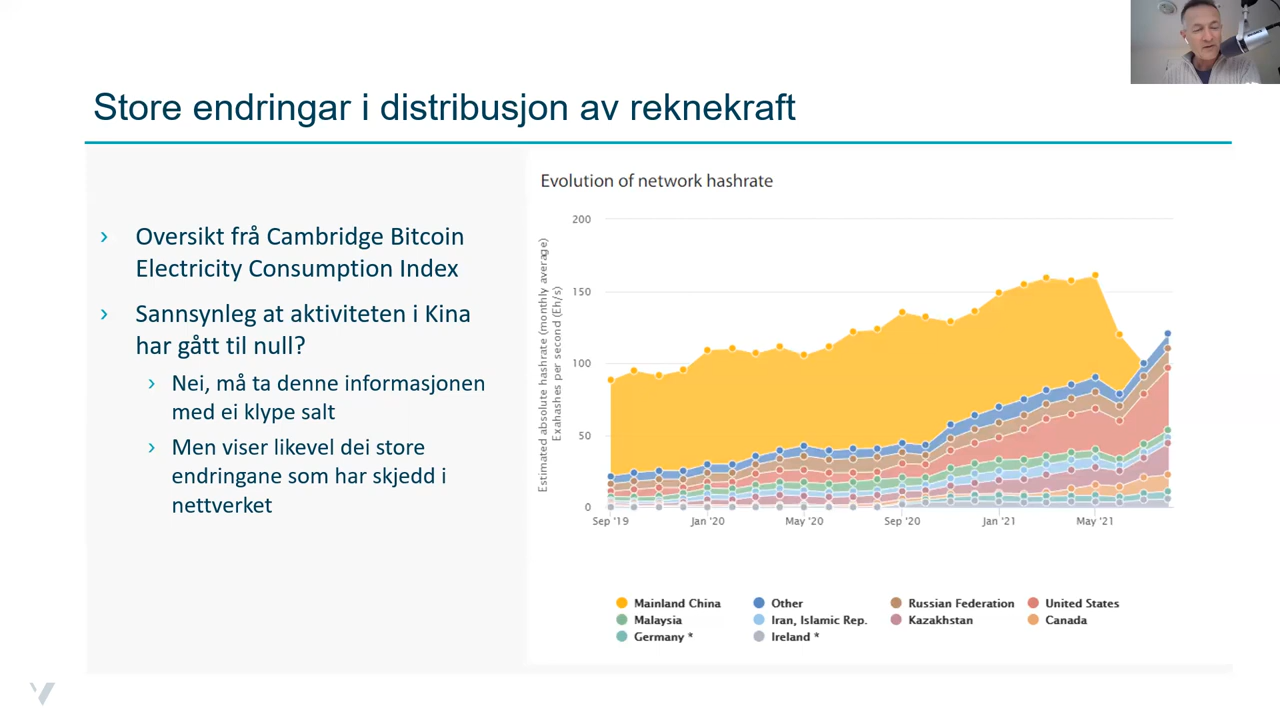 Store endringar i distribusjon av reknekraft
› Oversikt frå Cambridge Bitcoin
Electricity Consumption Index
› Sannsynleg at aktiviteten i Kina
har gått til null?
› Nei, må ta denne informasjonen
med ei klype salt
› Men viser likevel dei store
endringane som har skjedd i
nettverket
Evolution of network hashrate
Estimated absolute hashrate (monthly average)
Exahashes per second (Eh/s)
200
150
100
50
0
Sep '19 Jan '20 May '20 Sep '20 Jan '21 May '21
Mainland China Other Russian Federation United States
Malaysia Iran, Islamic Rep. Kazakhstan Canada
Germany * Ireland *